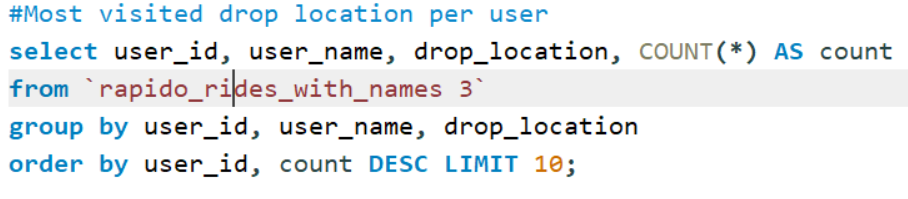 #Most visited drop location per user
select user_id, user_name, drop_location, COUNT(*) AS count
from `rapido_rides_with_names 3`
group by user_id, user_name, drop_location
order by user_id, count DESC LIMIT 10;